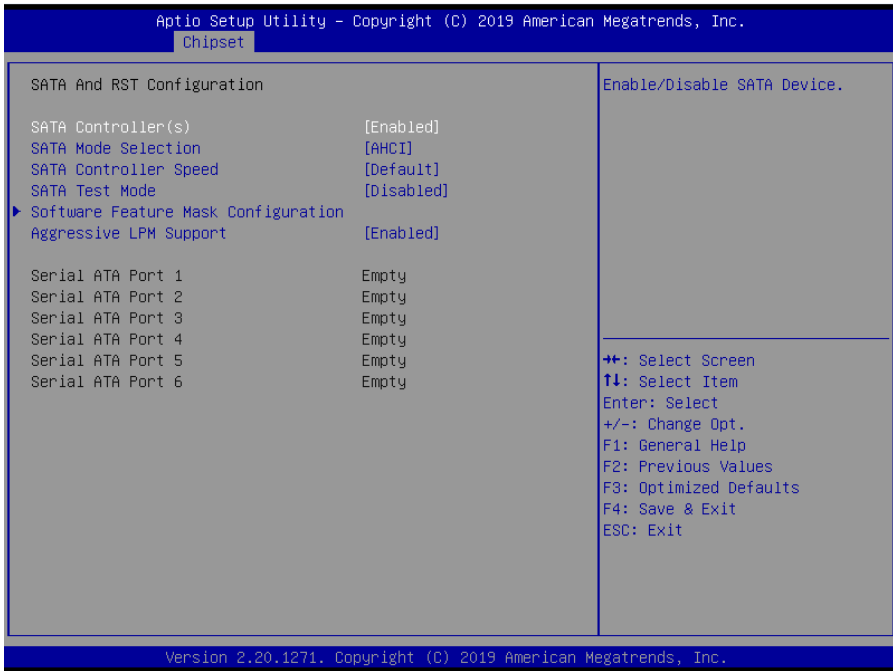 Aptio Setup Utility – Copyright (C) 2019 American Megatrends, Inc.
Chipset
SATA And RST Configuration
SATA Controller(s) [Enabled]
SATA Mode Selection [AHCI]
SATA Controller Speed [Default]
SATA Test Mode [Disabled]
Software Feature Mask Configuration
Aggressive LPM Support [Enabled]
Serial ATA Port 1 Empty
Serial ATA Port 2 Empty
Serial ATA Port 3 Empty
Serial ATA Port 4 Empty
Serial ATA Port 5 Empty
Serial ATA Port 6 Empty
Enable/Disable SATA Device.
→←: Select Screen
↑↓: Select Item
Enter: Select
+/-: Change Opt.
F1: General Help
F2: Previous Values
F3: Optimized Defaults
F4: Save & Exit
ESC: Exit
Version 2.20.1271. Copyright (C) 2019 American Megatrends, Inc.